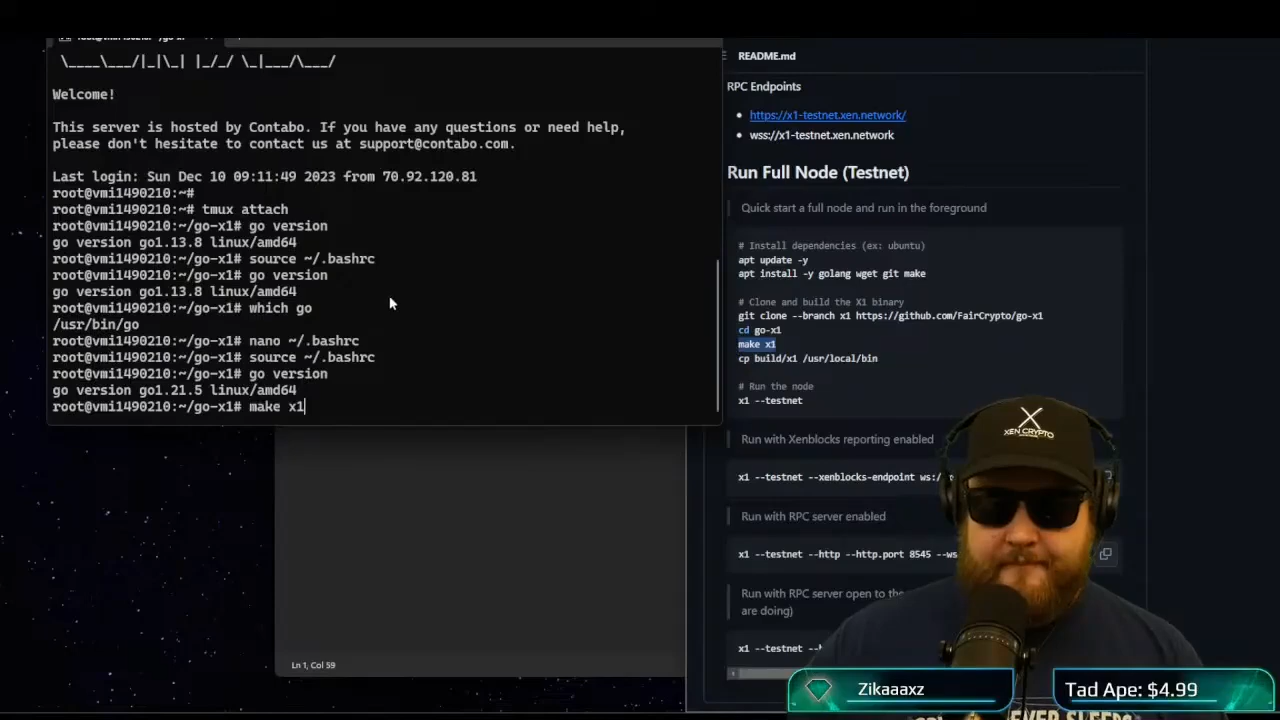 Welcome!
This server is hosted by Contabo. If you have any questions or need help,
please don't hesitate to contact us at support@contabo.com.
Last login: Sun Dec 10 09:11:49 2023 from 70.92.120.81
root@vmi1490210:~#
root@vmi1490210:~# tmux attach
root@vmi1490210:~/go-x1# go version
go version go1.13.8 linux/amd64
root@vmi1490210:~/go-x1# source ~/.bashrc
root@vmi1490210:~/go-x1# go version
go version go1.13.8 linux/amd64
root@vmi1490210:~/go-x1# which go
/usr/bin/go
root@vmi1490210:~/go-x1# nano ~/.bashrc
root@vmi1490210:~/go-x1# source ~/.bashrc
root@vmi1490210:~/go-x1# go version
go version go1.21.5 linux/amd64
root@vmi1490210:~/go-x1# make x1
Ln 1, Col 59
README.md
RPC Endpoints
https://x1-testnet.xen.network/
wss://x1-testnet.xen.network
Run Full Node (Testnet)
Quick start a full node and run in the foreground
# Install dependencies (ex: ubuntu)
apt update -y
apt install -y golang wget git make
# Clone and build the X1 binary
git clone --branch x1 https://github.com/FairCrypto/go-x1
cd go-x1
make x1
cp build/x1 /usr/local/bin
# Run the node
x1 --testnet
Run with Xenblocks reporting enabled
x1 --testnet --xenblocks-endpoint ws:/
Run with RPC server enabled
x1 --testnet --http --http.port 8545 --ws
Run with RPC server open to the
are doing)
x1 --testnet
XEN CRYPTO
Zikaaaxz
Tad Ape: $4.99